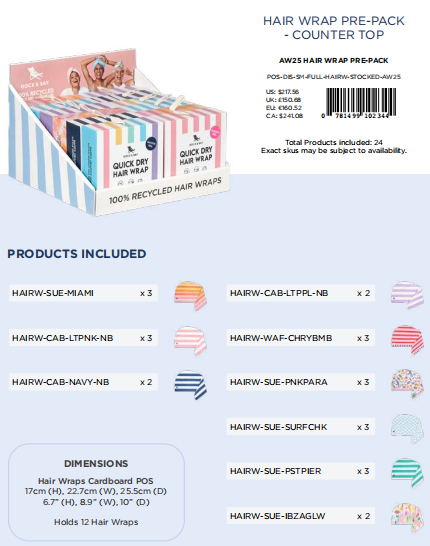 HAIR WRAP PRE-PACK
- COUNTER TOP
AW25 HAIR WRAP PRE-PACK
POS-DIS-SM-FULL-HAIRW-STOCKED-AW25
US: $217.56
UK: £150.68
EU: €160.52
CA: $241.08
0 781499 102344
Total Products included: 24
Exact skus may be subject to availability.
DOCK & BAY
QUICK DRY
HAIR WRAP
QUICK DRY
HAIR WRAP
100% RECYCLED HAIR WRAPS
PRODUCTS INCLUDED
HAIRW-SUE-MIAMI x 3
HAIRW-CAB-LTPPL-NB x 2
HAIRW-CAB-LTPNK-NB x 3
HAIRW-WAF-CHRYBMB x 3
HAIRW-CAB-NAVY-NB x 2
HAIRW-SUE-PNKPARA x 3
HAIRW-SUE-SURFCHK x 3
HAIRW-SUE-PSTPIER x 3
HAIRW-SUE-IBZAGLW x 2
DIMENSIONS
Hair Wraps Cardboard POS
17cm (H), 22.7cm (W), 25.5cm (D)
6.7" (H), 8.9" (W), 10" (D)
Holds 12 Hair Wraps